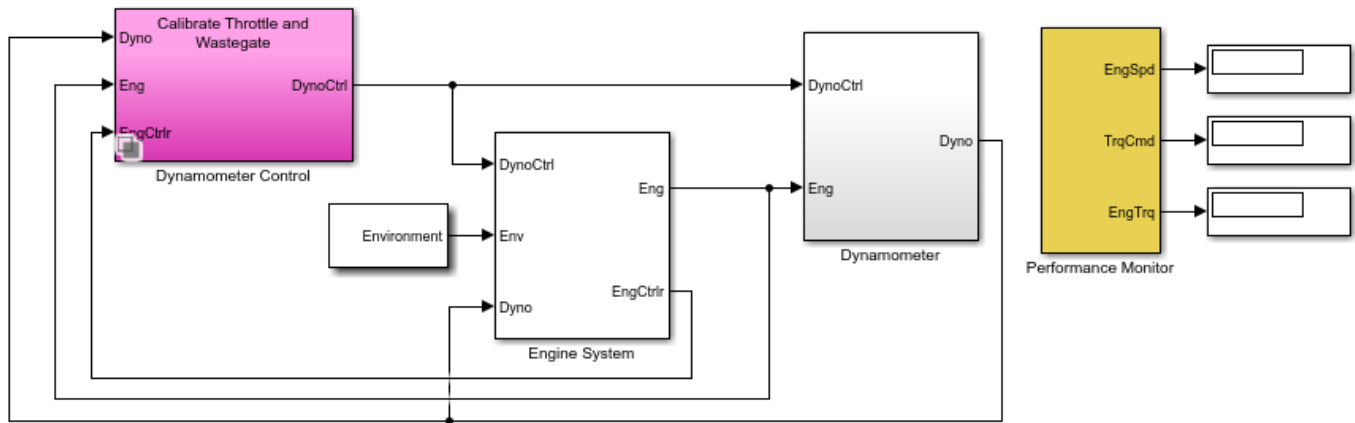 Calibrate Throttle and
Wastegate
Dyno
Eng
EngCtrlr
DynoCtrl
Dynamometer Control
Environment
DynoCtrl
Env
Dyno
Eng
EngCtrlr
Engine System
DynoCtrl
Eng
Dyno
Dynamometer
EngSpd
TrqCmd
EngTrq
Performance Monitor